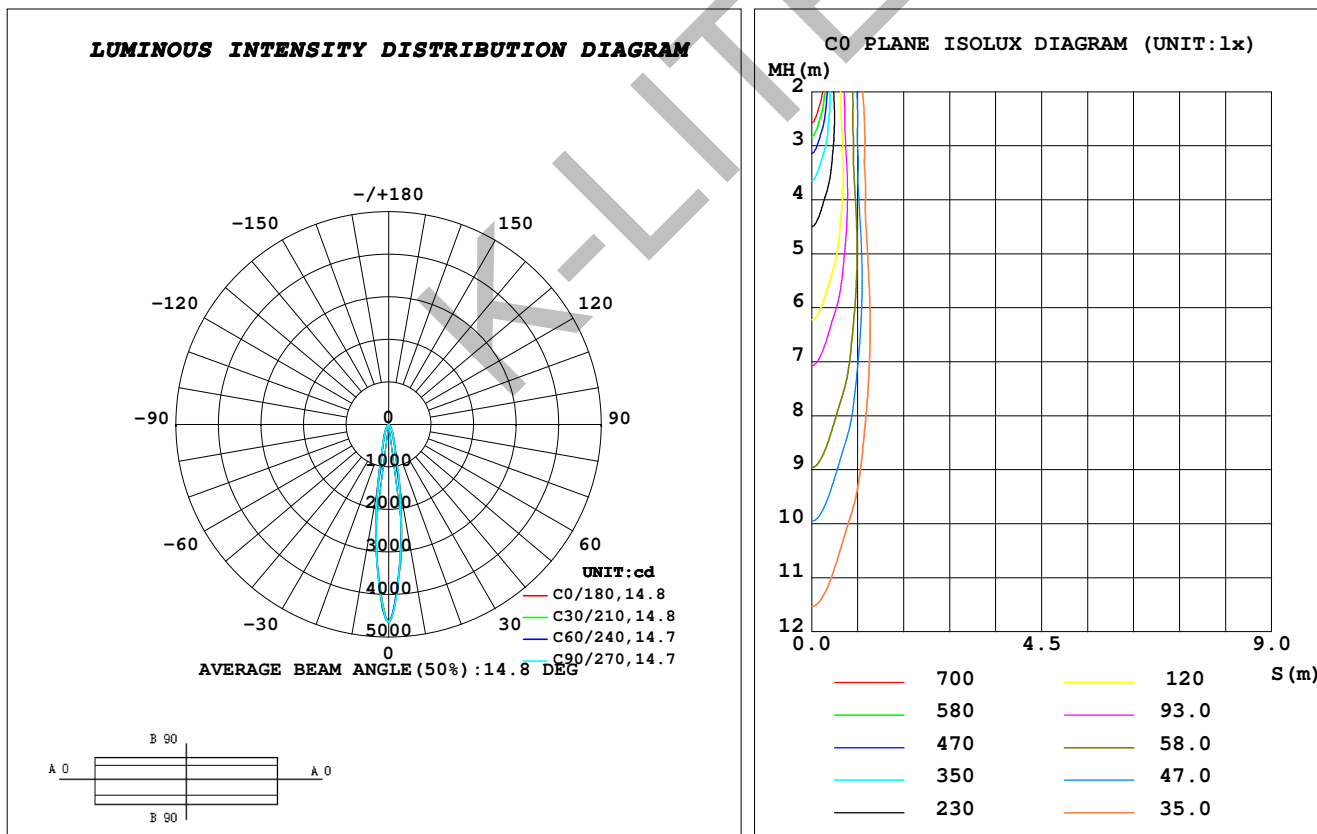 LUMINOUS INTENSITY DISTRIBUTION DIAGRAM
-/+180
-150
150
-120
120
-90
90
-60
60
-30
30
0
0
1000
2000
3000
4000
5000
UNIT:cd
C0/180,14.8
C30/210,14.8
C60/240,14.7
C90/270,14.7
AVERAGE BEAM ANGLE(50%):14.8 DEG
B 90
A 0
A 0
B 90
C0 PLANE ISOLUX DIAGRAM (UNIT:lx)
MH(m)
2
3
4
5
6
7
8
9
10
11
12
0.0
4.5
9.0
S(m)
700
120
580
93.0
470
58.0
350
47.0
230
35.0
K-LITE